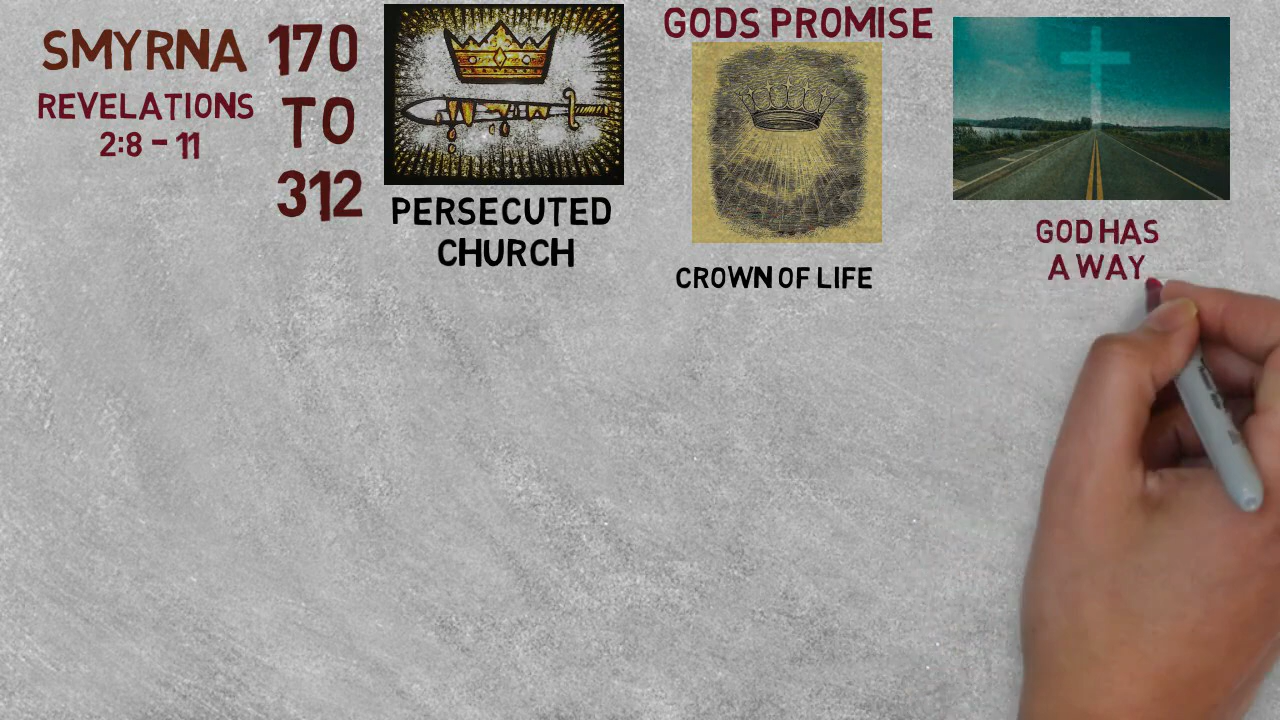 SMYRNA
REVELATIONS
2:8 - 11
170
TO
312
PERSECUTED
CHURCH
GODS PROMISE
CROWN OF LIFE
GOD HAS
A WAY